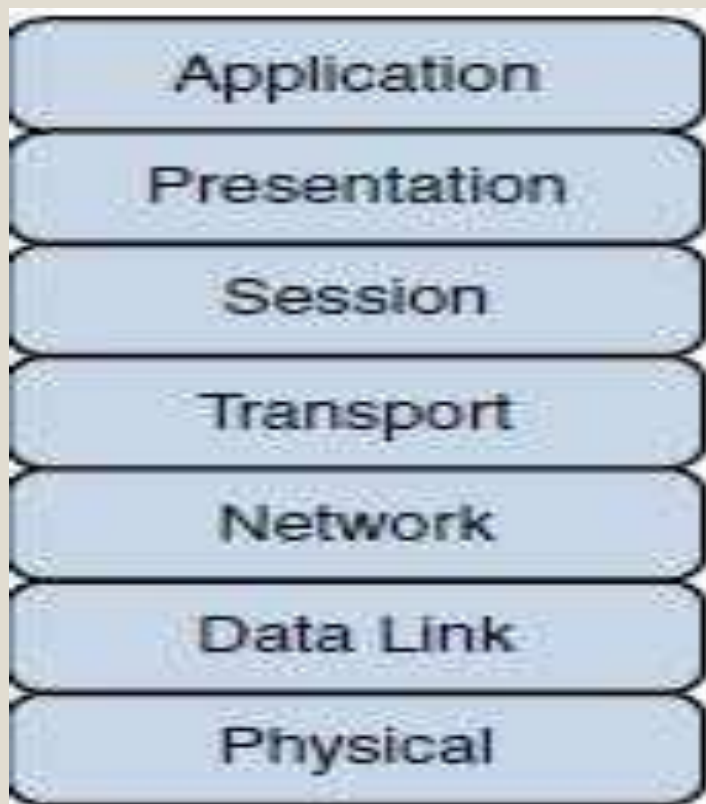 Application
Presentation
Session
Transport
Network
Data Link
Physical